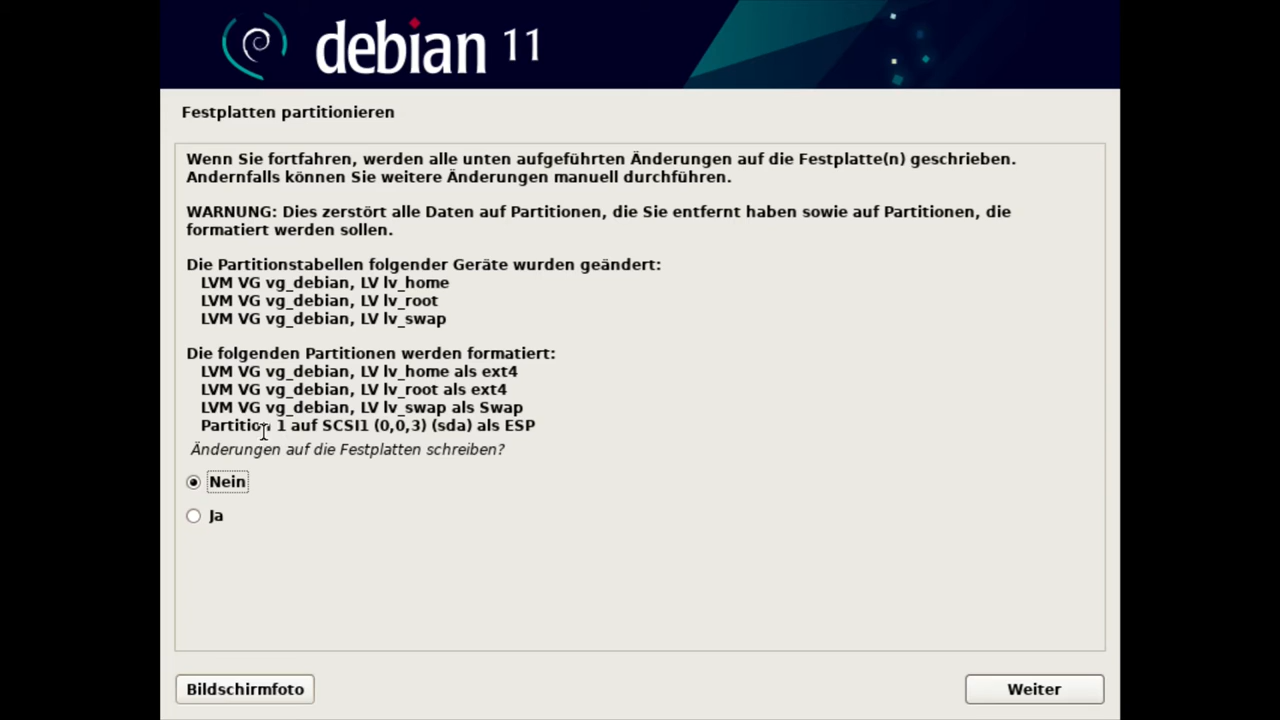 debian 11
Festplatten partitionieren
Wenn Sie fortfahren, werden alle unten aufgeführten Änderungen auf die Festplatte(n) geschrieben.
Andernfalls können Sie weitere Änderungen manuell durchführen.
WARNUNG: Dies zerstört alle Daten auf Partitionen, die Sie entfernt haben sowie auf Partitionen, die
formatiert werden sollen.
Die Partitionstabellen folgender Geräte wurden geändert:
LVM VG vg_debian, LV lv_home
LVM VG vg_debian, LV lv_root
LVM VG vg_debian, LV lv_swap
Die folgenden Partitionen werden formatiert:
LVM VG vg_debian, LV lv_home als ext4
LVM VG vg_debian, LV lv_root als ext4
LVM VG vg_debian, LV lv_swap als Swap
Partition 1 auf SCSI1 (0,0,3) (sda) als ESP
Änderungen auf die Festplatten schreiben?
Nein
Ja
Bildschirmfoto
Weiter